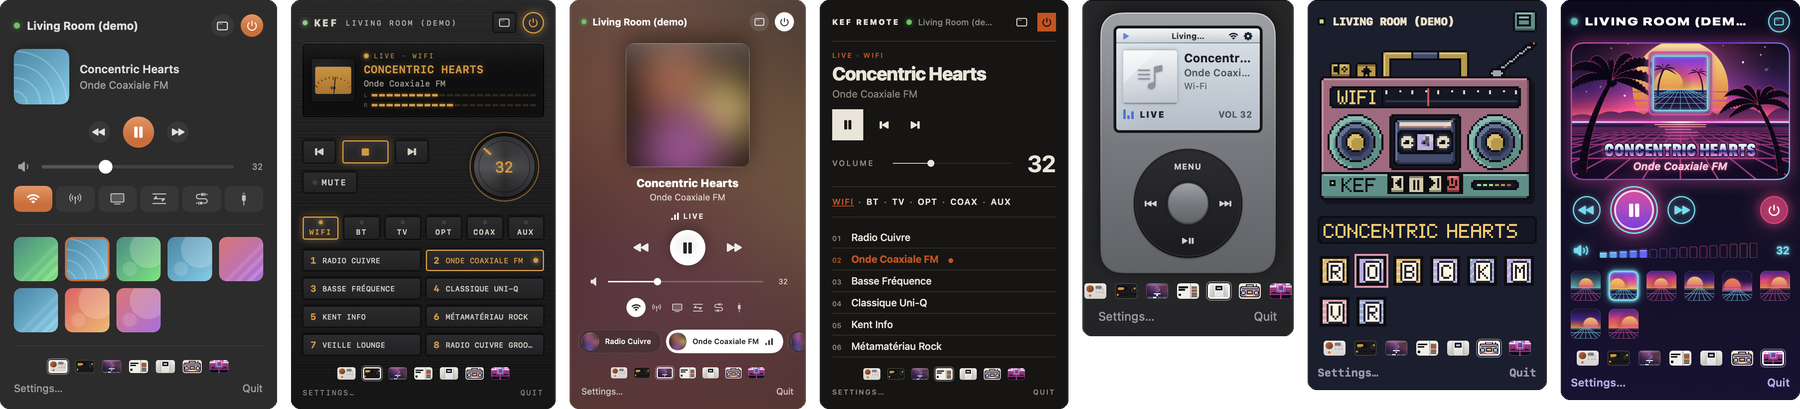 Living Room (demo)
Concentric Hearts
Onde Coaxiale FM
32
Settings...
Quit
KEF LIVING ROOM (DEMO)
LIVE · WIFI
CONCENTRIC HEARTS
Onde Coaxiale FM
L
R
32
MUTE
WIFI BT TV OPT COAX AUX
1 RADIO CUIVRE
2 ONDE COAXIALE FM
3 BASSE FRÉQUENCE
4 CLASSIQUE UNI-Q
5 KENT INFO
6 MÉTAMATÉRIAU ROCK
7 VEILLE LOUNGE
8 RADIO CUIVRE GROO...
SETTINGS...
QUIT
Living Room (demo)
Concentric Hearts
Onde Coaxiale FM
LIVE
32
Radio Cuivre
Onde Coaxiale FM
Settings...
Quit
KEF REMOTE
Living Room (de...
LIVE · WIFI
Concentric Hearts
Onde Coaxiale FM
VOLUME
32
WIFI · BT · TV · OPT · COAX · AUX
01 Radio Cuivre
02 Onde Coaxiale FM
03 Basse Fréquence
04 Classique Uni-Q
05 Kent Info
06 Métamatériau Rock
SETTINGS...
QUIT
Living...
Concentr...
Onde Coaxi...
Wi-Fi
LIVE
VOL 32
MENU
Settings...
Quit
LIVING ROOM (DEMO)
WIFI
KEF
CONCENTRIC HEARTS
R O B C K M
V R
Settings...
Quit
LIVING ROOM (DEM...
CONCENTRIC HEARTS
Onde Coaxiale FM
32
Settings...
Quit